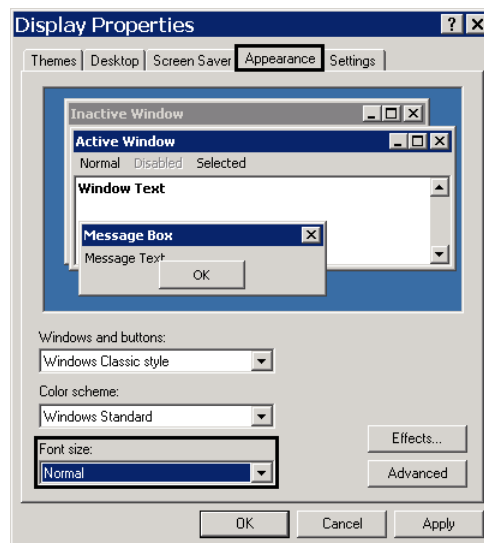 Display Properties
Themes Desktop Screen Saver Appearance Settings
Inactive Window
Active Window
Normal Disabled Selected
Window Text
Message Box
Message Text
OK
Windows and buttons:
Windows Classic style
Color scheme:
Windows Standard
Font size:
Normal
Effects...
Advanced
OK Cancel Apply